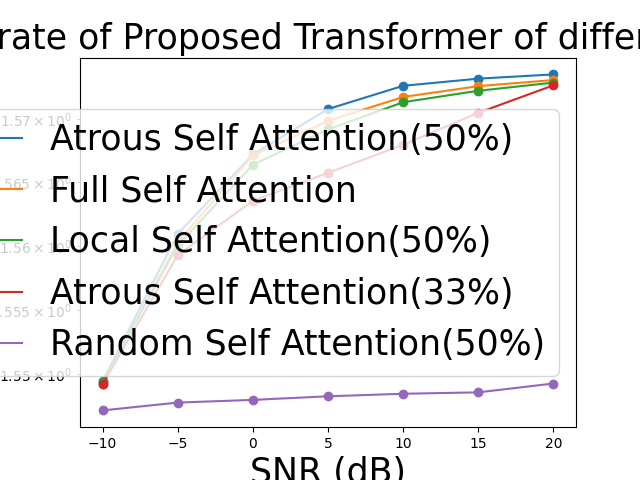 rate of Proposed Transformer of differ
1.57 × 10⁰
Atrous Self Attention(50%)
1.565 × 10⁰
Full Self Attention
1.56 × 10⁰
Local Self Attention(50%)
1.555 × 10⁰
Atrous Self Attention(33%)
Random Self Attention(50%)
1.55 × 10⁰
−10 −5 0 5 10 15 20
SNR (dB)